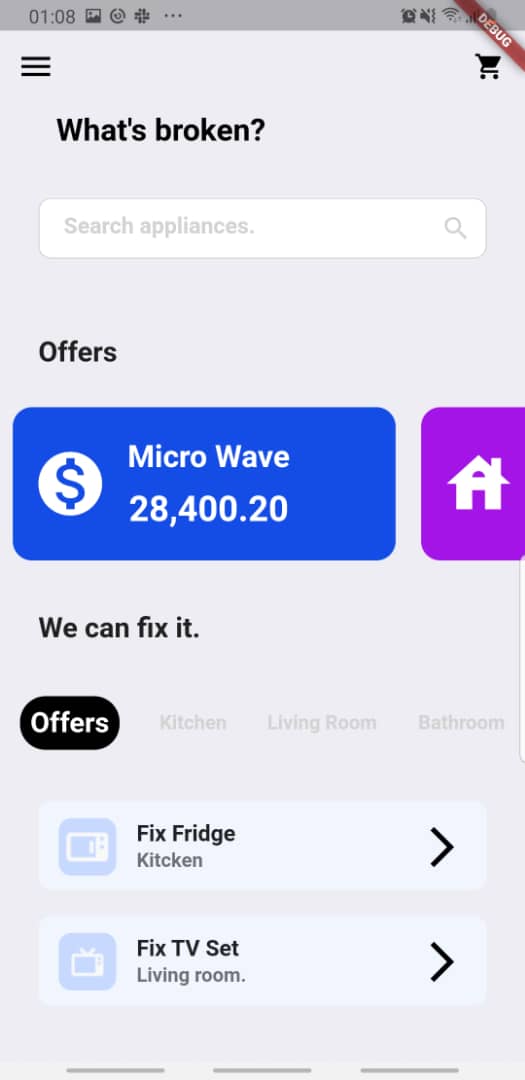 01:08
DEBUG
What's broken?
Search appliances.
Offers
Micro Wave
28,400.20
We can fix it.
Offers Kitchen Living Room Bathroom
Fix Fridge
Kitcken
Fix TV Set
Living room.